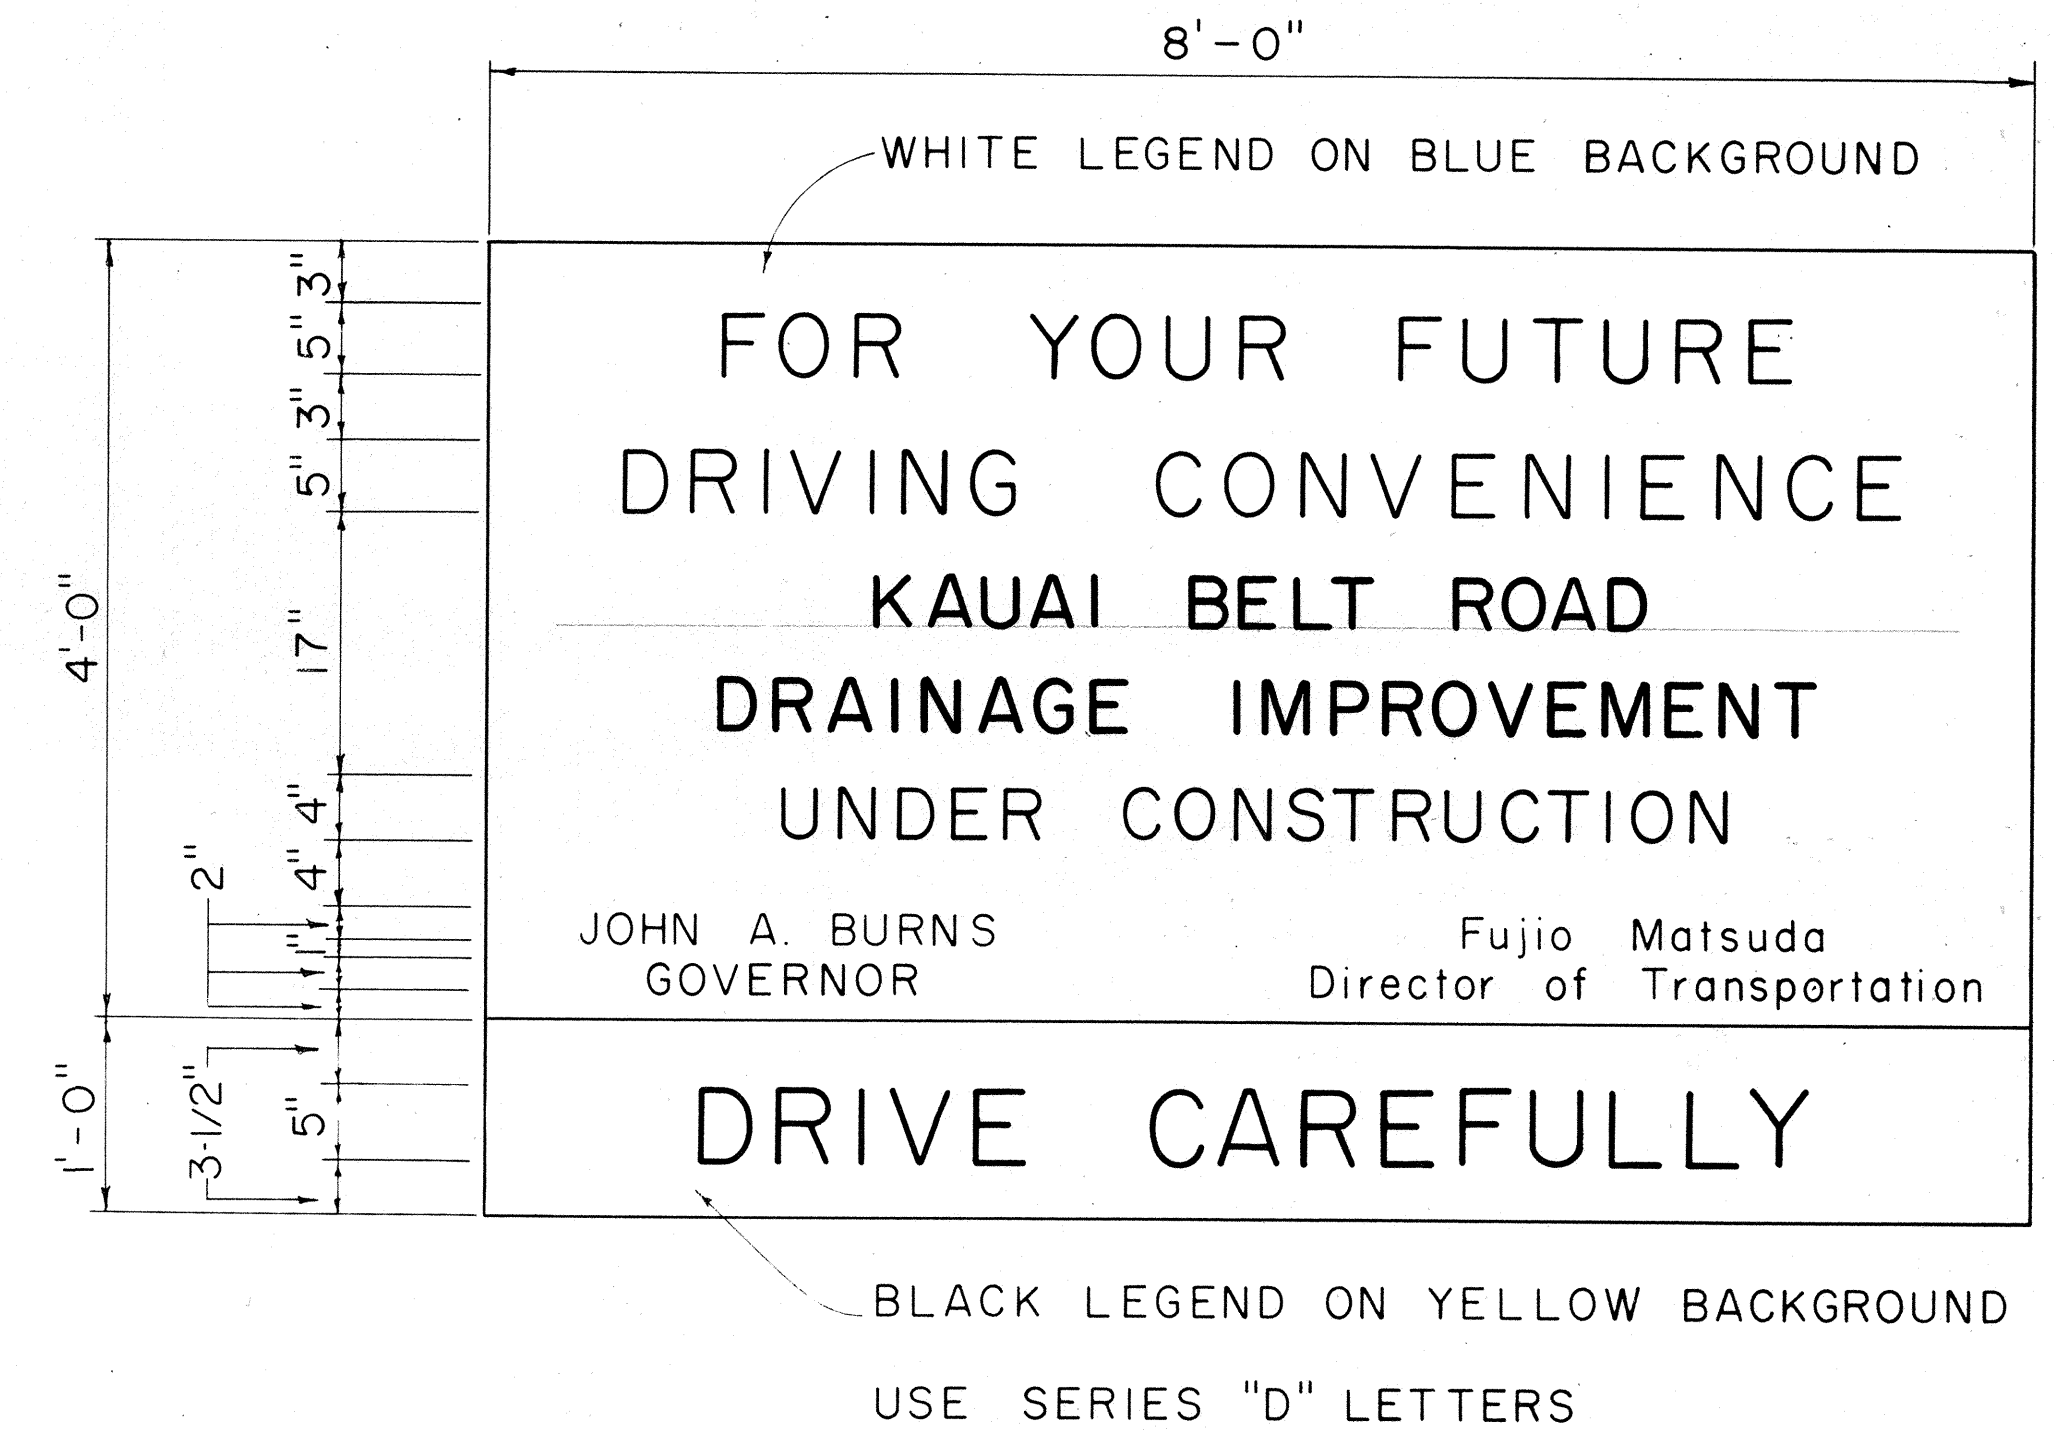 8'-0"
WHITE LEGEND ON BLUE BACKGROUND
3"
5"
3"
5"
17"
4"
4"
2"
1"
4'-0"
FOR YOUR FUTURE
DRIVING CONVENIENCE
KAUAI BELT ROAD
DRAINAGE IMPROVEMENT
UNDER CONSTRUCTION
JOHN A. BURNS
GOVERNOR
Fujio Matsuda
Director of Transportation
1'-0"
3-1/2"
5"
DRIVE CAREFULLY
BLACK LEGEND ON YELLOW BACKGROUND
USE SERIES "D" LETTERS